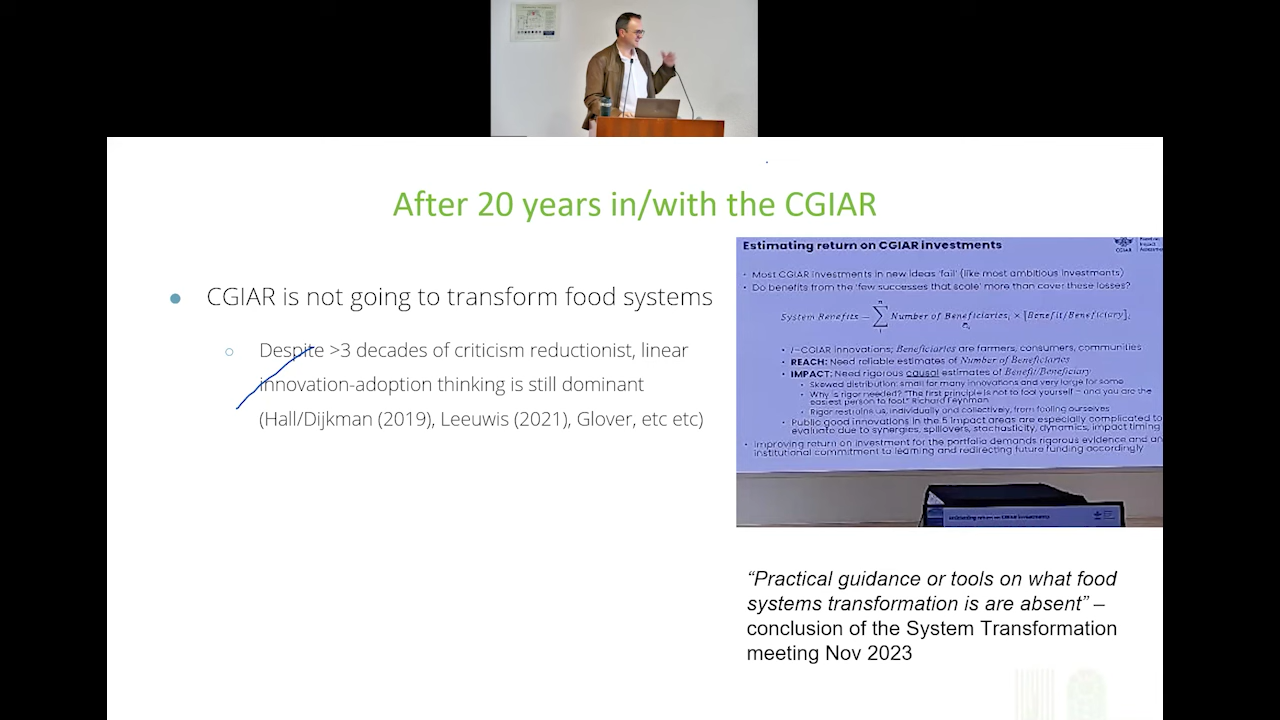 After 20 years in/with the CGIAR
CGIAR is not going to transform food systems
Despite >3 decades of criticism reductionist, linear
innovation-adoption thinking is still dominant
(Hall/Dijkman (2019), Leeuwis (2021), Glover, etc etc)
Estimating return on CGIAR investments
CGIAR
• Most CGIAR investments in new ideas 'fail' (like most ambitious investments)
• Do benefits from the 'few successes that scale' more than cover these losses?
System Benefits = ∑ Number of Beneficiaries × [Benefit/Beneficiary]
• i–CGIAR innovations; Beneficiaries are farmers, consumers, communities
• REACH: Need reliable estimates of Number of Beneficiaries
• IMPACT: Need rigorous causal estimates of Benefit/Beneficiary
• Skewed distribution: small for many innovations and very large for some
• Why is rigor needed? "The first principle is not to fool yourself – and you are the
easiest person to fool." Richard Feynman
• Rigor restrains us, individually and collectively, from fooling ourselves
• Public good innovations in the 5 impact areas are especially complicated to
evaluate due to synergies, spillovers, stochasticity, dynamics, impact timing
• Improving return on investment for the portfolio demands rigorous evidence and an
institutional commitment to learning and redirecting future funding accordingly
Estimating return on CGIAR investments
“Practical guidance or tools on what food
systems transformation is are absent” –
conclusion of the System Transformation
meeting Nov 2023